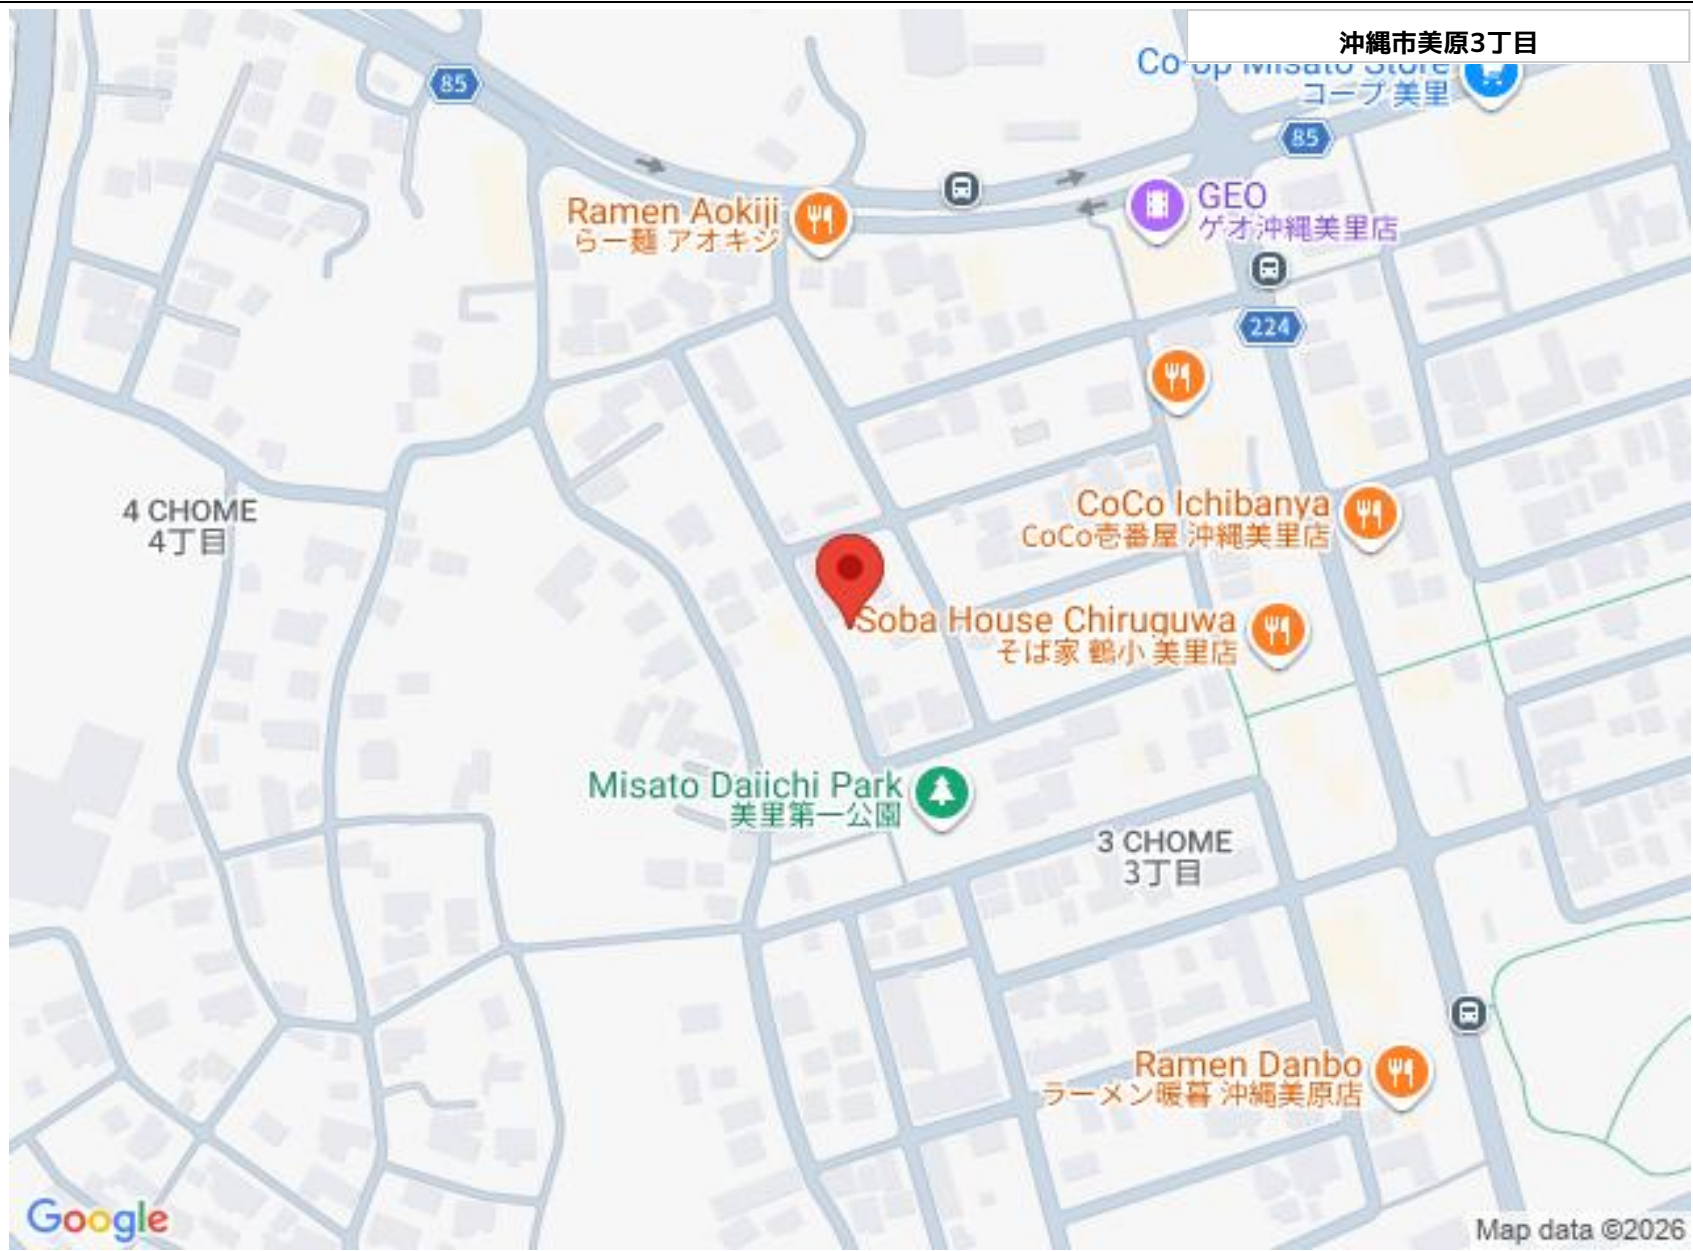 沖縄市美原3丁目
Co-op Misato Store
コープ 美里
85
85
GEO
ゲオ沖縄美里店
Ramen Aokiji
らー麺 アオキジ
224
CoCo Ichibanya
CoCo壱番屋 沖縄美里店
4 CHOME
4丁目
Soba House Chiruguwa
そば家 鶴小 美里店
Misato Daiichi Park
美里第一公園
3 CHOME
3丁目
Ramen Danbo
ラーメン暖暮 沖縄美原店
Google
Map data ©2026